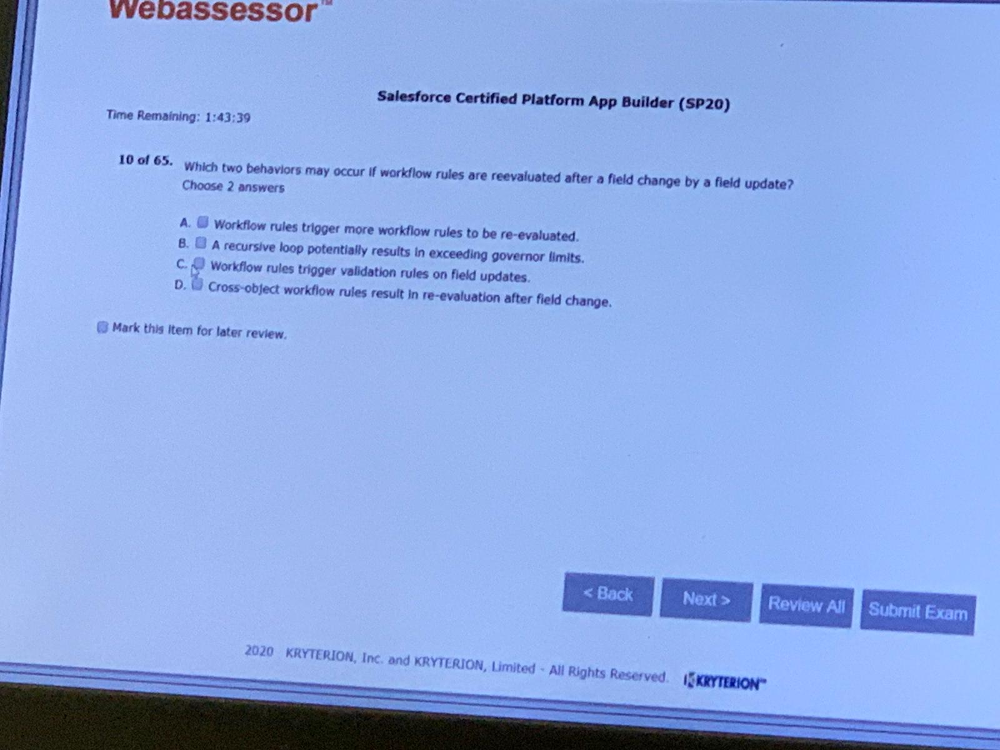 Webassessor™
Salesforce Certified Platform App Builder (SP20)
Time Remaining: 1:43:39
10 of 65. Which two behaviors may occur if workflow rules are reevaluated after a field change by a field update?
Choose 2 answers
A. Workflow rules trigger more workflow rules to be re-evaluated.
B. A recursive loop potentially results in exceeding governor limits.
C. Workflow rules trigger validation rules on field updates.
D. Cross-object workflow rules result in re-evaluation after field change.
Mark this item for later review.
< Back Next > Review All Submit Exam
2020 KRYTERION, Inc. and KRYTERION, Limited - All Rights Reserved. KRYTERION™